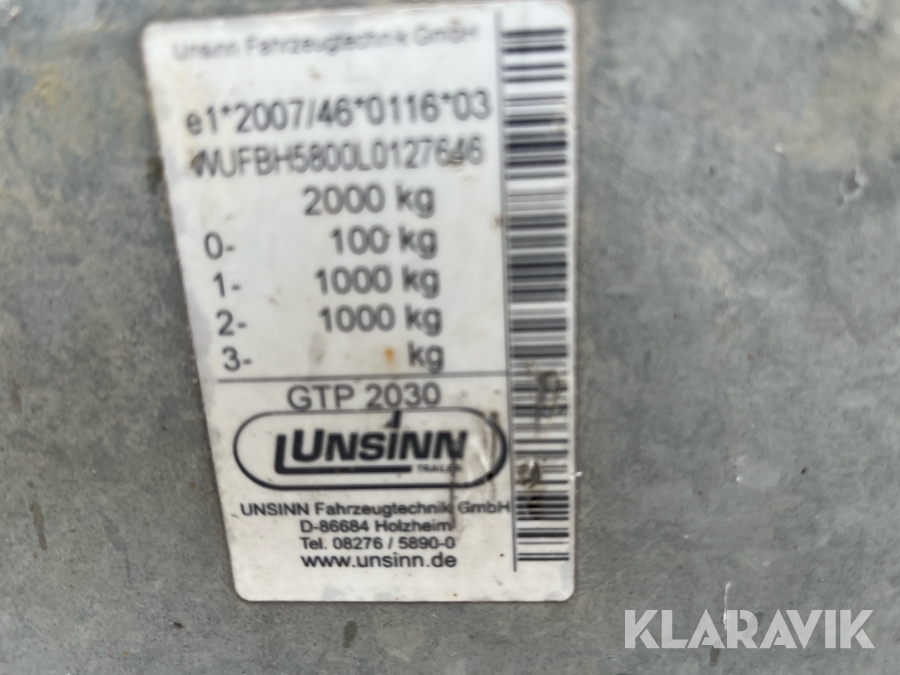 Unsinn Fahrzeugtechnik GmbH
e1*2007/46*0116*03
WUFBH5800L0127646
2000 kg
0- 100 kg
1- 1000 kg
2- 1000 kg
3- kg
GTP 2030
UNSINN
TRAILER
UNSINN Fahrzeugtechnik GmbH
D-86684 Holzheim
Tel. 08276 / 5890-0
www.unsinn.de
KLARAVIK